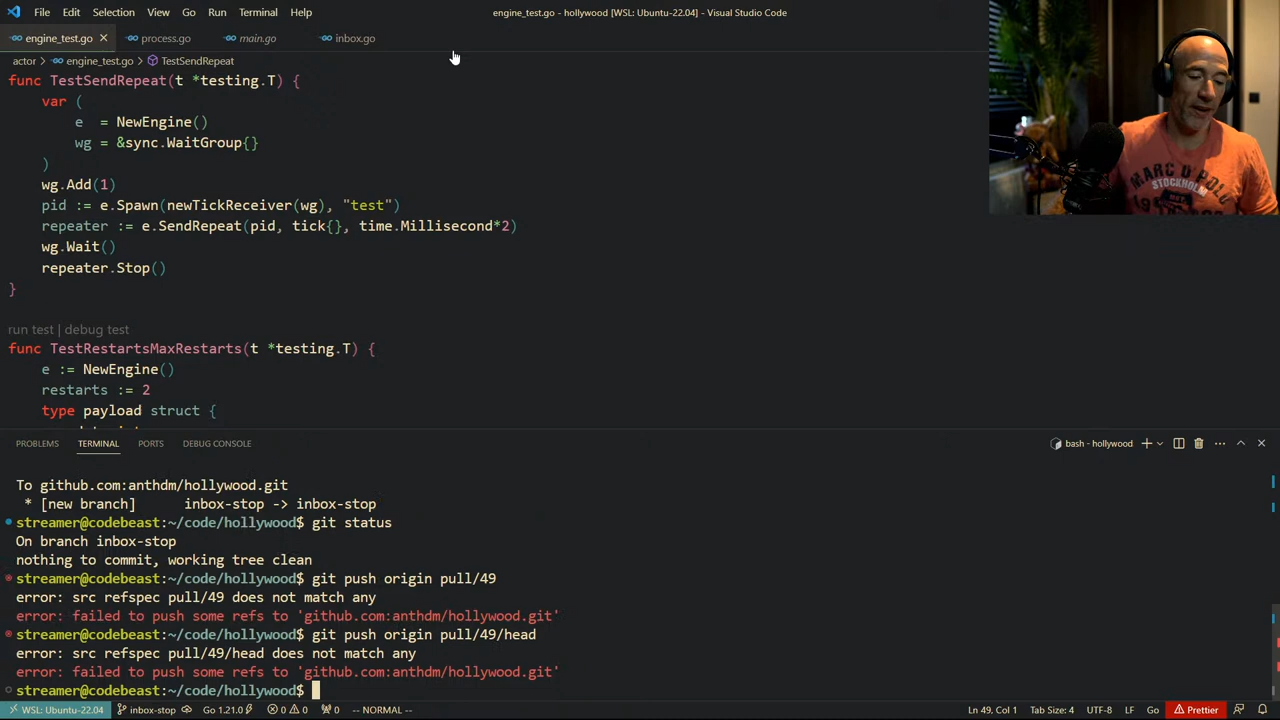 File Edit Selection View Go Run Terminal Help
engine_test.go - hollywood [WSL: Ubuntu-22.04] - Visual Studio Code
engine_test.go process.go main.go inbox.go
actor > engine_test.go > TestSendRepeat
func TestSendRepeat(t *testing.T) {
var (
e = NewEngine()
wg = &sync.WaitGroup{}
)
wg.Add(1)
pid := e.Spawn(newTickReceiver(wg), "test")
repeater := e.SendRepeat(pid, tick{}, time.Millisecond*2)
wg.Wait()
repeater.Stop()
}
run test | debug test
func TestRestartsMaxRestarts(t *testing.T) {
e := NewEngine()
restarts := 2
type payload struct {
MARC O POLO
STOCKHOLM
PROBLEMS TERMINAL PORTS DEBUG CONSOLE
bash - hollywood
To github.com:anthdm/hollywood.git
* [new branch] inbox-stop -> inbox-stop
streamer@codebeast:~/code/hollywood$ git status
On branch inbox-stop
nothing to commit, working tree clean
streamer@codebeast:~/code/hollywood$ git push origin pull/49
error: src refspec pull/49 does not match any
error: failed to push some refs to 'github.com:anthdm/hollywood.git'
streamer@codebeast:~/code/hollywood$ git push origin pull/49/head
error: src refspec pull/49/head does not match any
error: failed to push some refs to 'github.com:anthdm/hollywood.git'
streamer@codebeast:~/code/hollywood$
WSL: Ubuntu-22.04 inbox-stop Go 1.21.0 0 0 0 -- NORMAL -- Ln 49, Col 1 Tab Size: 4 UTF-8 LF Go Prettier